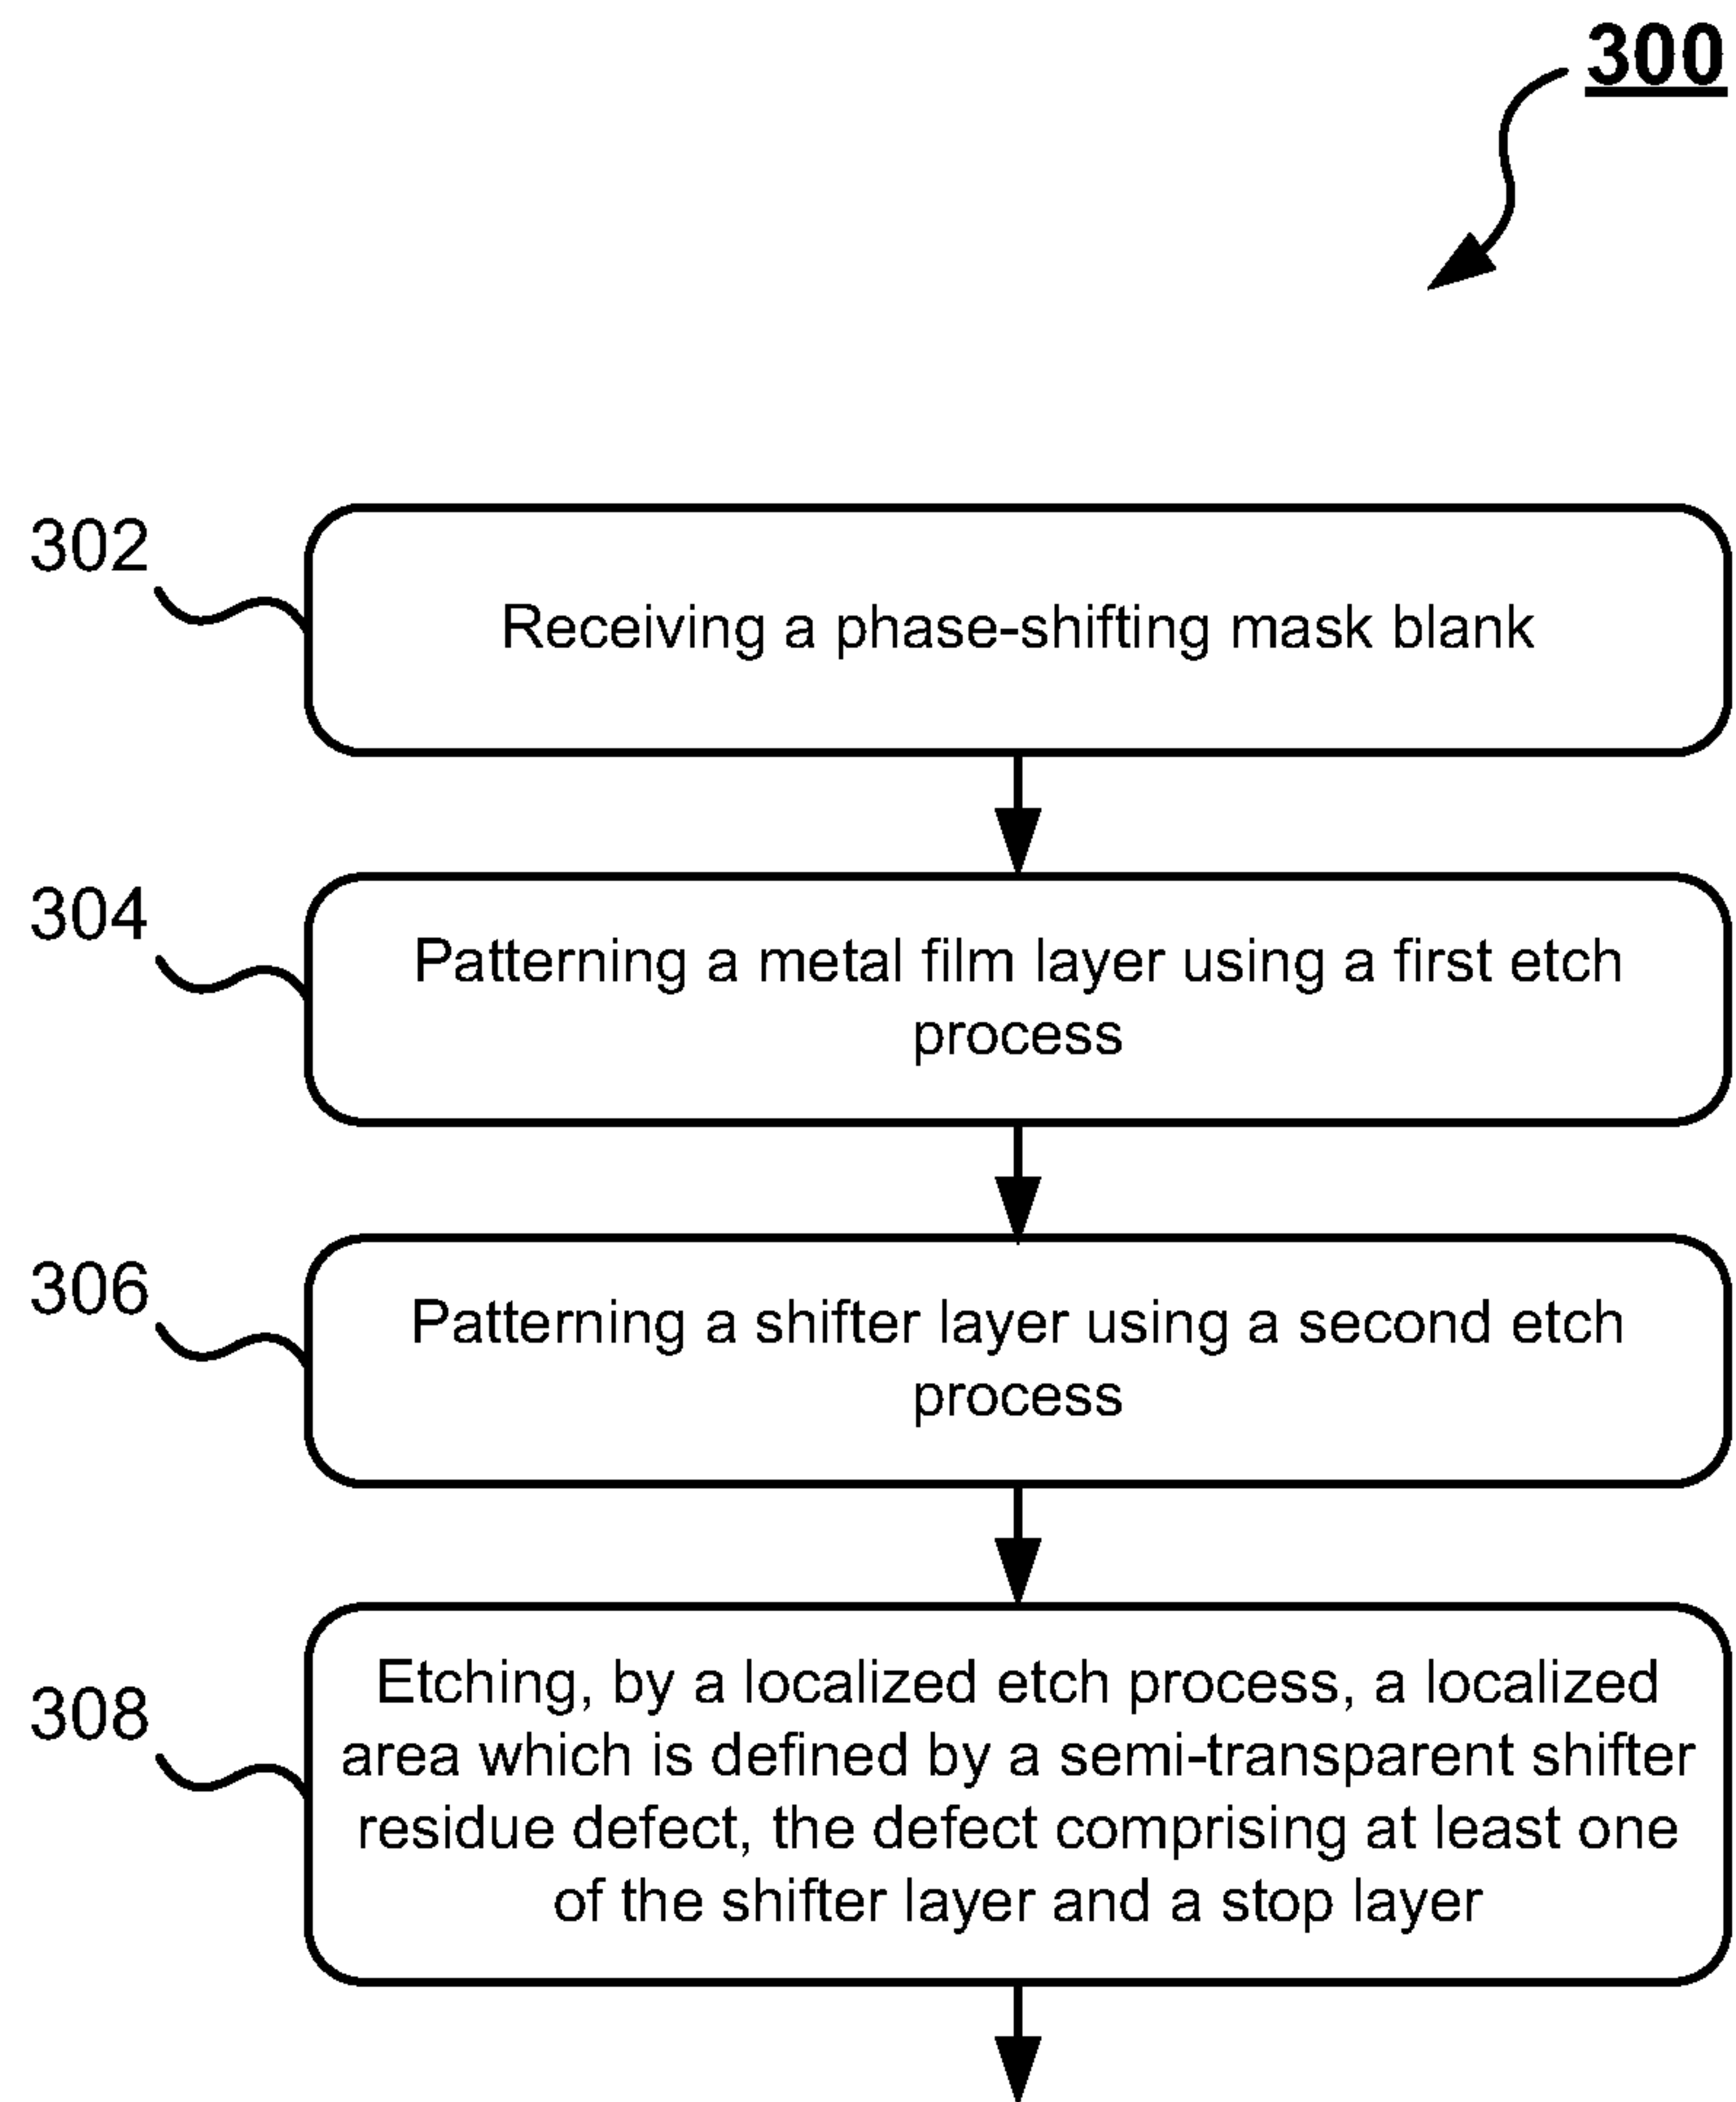 300
302
Receiving a phase-shifting mask blank
304
Patterning a metal film layer using a first etch
process
306
Patterning a shifter layer using a second etch
process
308
Etching, by a localized etch process, a localized
area which is defined by a semi-transparent shifter
residue defect, the defect comprising at least one
of the shifter layer and a stop layer